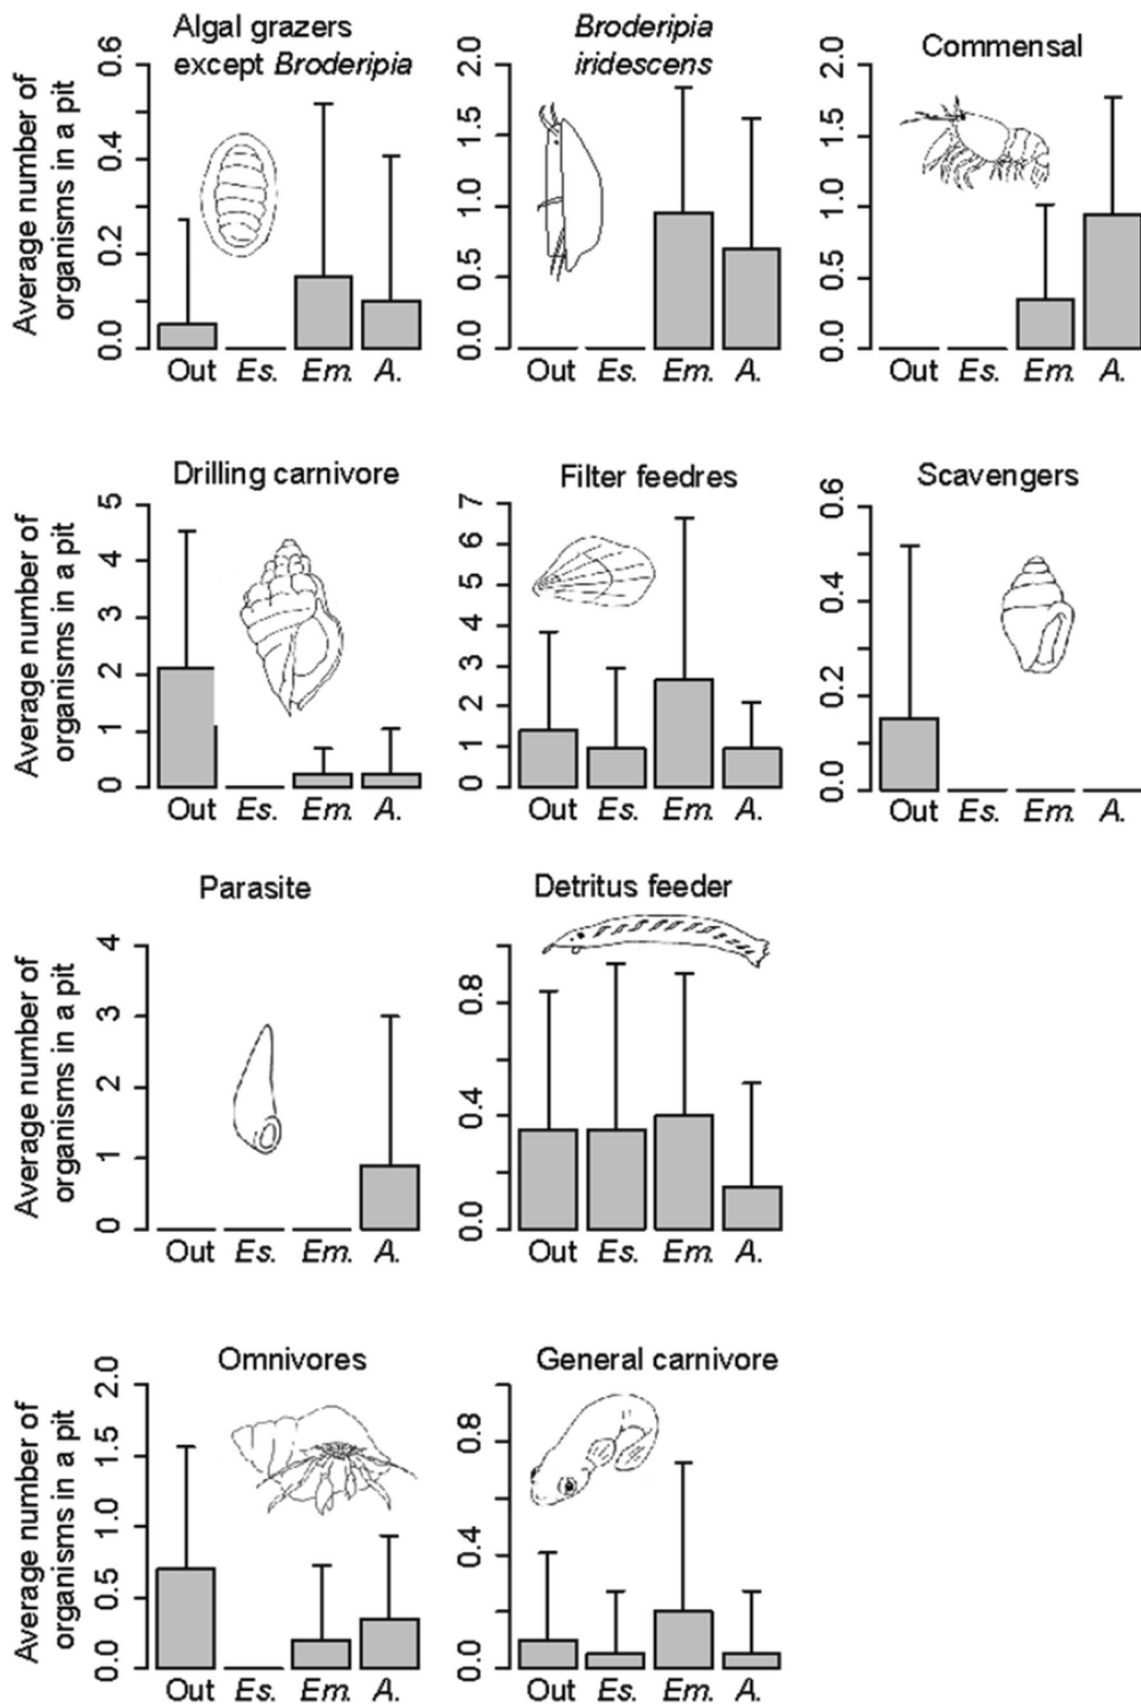 Algal grazers
except Broderipia
Average number of
organisms in a pit
0.6
0.4
0.2
0.0
Out Es. Em. A.
Broderipia
iridescens
2.0
1.5
1.0
0.5
0.0
Out Es. Em. A.
Commensal
2.0
1.5
1.0
0.5
0.0
Out Es. Em. A.
Drilling carnivore
Average number of
organisms in a pit
5
4
3
2
1
0
Out Es. Em. A.
Filter feedres
7
6
5
4
3
2
1
0
Out Es. Em. A.
Scavengers
0.6
0.4
0.2
0.0
Out Es. Em. A.
Parasite
Average number of
organisms in a pit
4
3
2
1
0
Out Es. Em. A.
Detritus feeder
0.8
0.4
0.0
Out Es. Em. A.
Omnivores
Average number of
organisms in a pit
2.0
1.5
1.0
0.5
0.0
Out Es. Em. A.
General carnivore
0.8
0.4
0.0
Out Es. Em. A.